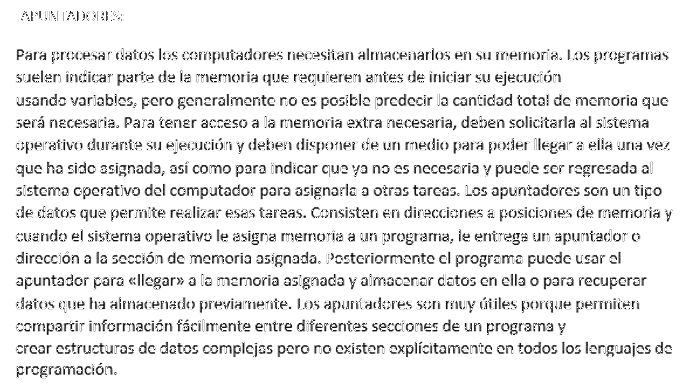 APUNTADORES:
Para procesar datos los computadores necesitan almacenarlos en su memoria. Los programas
suelen indicar parte de la memoria que requieren antes de iniciar su ejecución
usando variables, pero generalmente no es posible predecir la cantidad total de memoria que
será necesaria. Para tener acceso a la memoria extra necesaria, deben solicitarla al sistema
operativo durante su ejecución y deben disponer de un medio para poder llegar a ella una vez
que ha sido asignada, así como para indicar que ya no es necesaria y puede ser regresada al
sistema operativo del computador para asignarla a otras tareas. Los apuntadores son un tipo
de datos que permite realizar esas tareas. Consisten en direcciones a posiciones de memoria y
cuando el sistema operativo le asigna memoria a un programa, le entrega un apuntador o
dirección a la sección de memoria asignada. Posteriormente el programa puede usar el
apuntador para «llegar» a la memoria asignada y almacenar datos en ella o para recuperar
datos que ha almacenado previamente. Los apuntadores son muy útiles porque permiten
compartir información fácilmente entre diferentes secciones de un programa y
crear estructuras de datos complejas pero no existen explícitamente en todos los lenguajes de
programación.